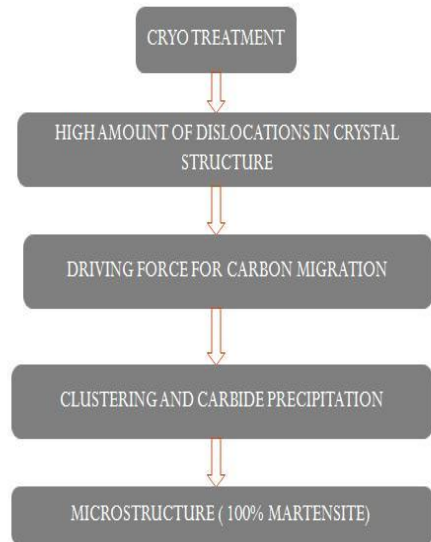 CRYO TREATMENT
HIGH AMOUNT OF DISLOCATIONS IN CRYSTAL
STRUCTURE
DRIVING FORCE FOR CARBON MIGRATION
CLUSTERING AND CARBIDE PRECIPITATION
MICROSTRUCTURE ( 100% MARTENSITE)